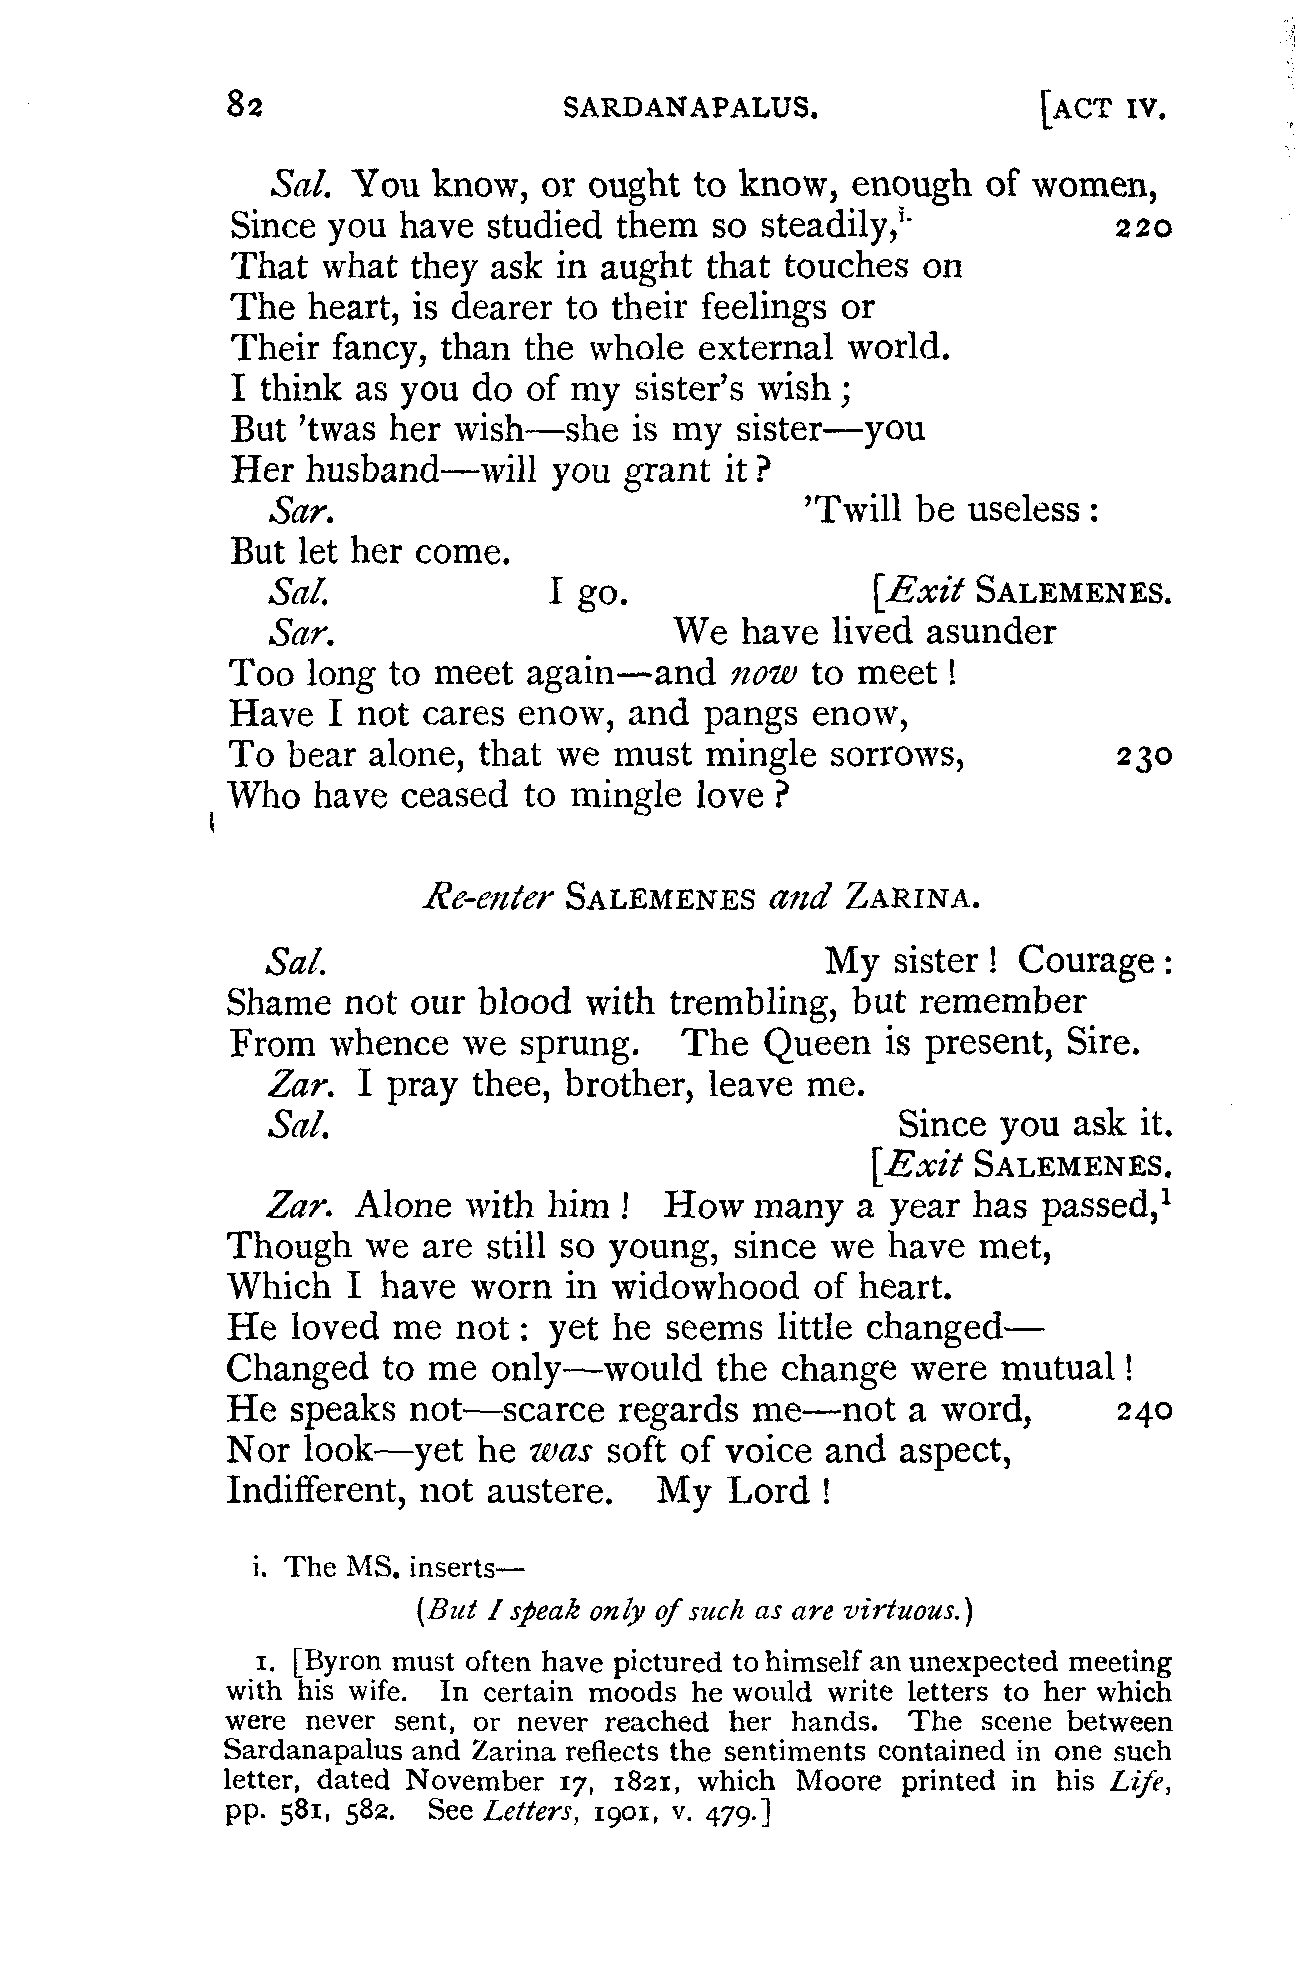 82 SARDANAPALUS. [ACT IV.
Sal. You know, or ought to know, enough of women,
Since you have studied them so steadily,i. 220
That what they ask in aught that touches on
The heart, is dearer to their feelings or
Their fancy, than the whole external world.
I think as you do of my sister's wish;
But 'twas her wish—she is my sister—you
Her husband—will you grant it?
Sar. 'Twill be useless:
But let her come.
Sal. I go. [Exit SALEMENES.
Sar. We have lived asunder
Too long to meet again—and now to meet!
Have I not cares enow, and pangs enow,
To bear alone, that we must mingle sorrows, 230
Who have ceased to mingle love?
Re-enter SALEMENES and ZARINA.
Sal. My sister! Courage:
Shame not our blood with trembling, but remember
From whence we sprung. The Queen is present, Sire.
Zar. I pray thee, brother, leave me.
Sal. Since you ask it.
[Exit SALEMENES.
Zar. Alone with him! How many a year has passed,1
Though we are still so young, since we have met,
Which I have worn in widowhood of heart.
He loved me not: yet he seems little changed—
Changed to me only—would the change were mutual!
He speaks not—scarce regards me—not a word, 240
Nor look—yet he was soft of voice and aspect,
Indifferent, not austere. My Lord!
i. The MS. inserts—
(But I speak only of such as are virtuous.)
1. [Byron must often have pictured to himself an unexpected meeting
with his wife. In certain moods he would write letters to her which
were never sent, or never reached her hands. The scene between
Sardanapalus and Zarina reflects the sentiments contained in one such
letter, dated November 17, 1821, which Moore printed in his Life,
pp. 581, 582. See Letters, 1901, v. 479.]